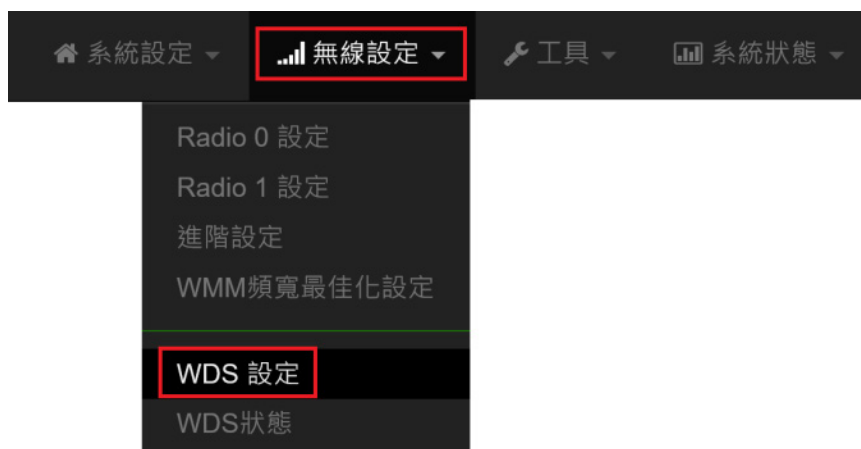 系統設定 無線設定 工具 系統狀態
Radio 0 設定
Radio 1 設定
進階設定
WMM頻寬最佳化設定
WDS 設定
WDS狀態